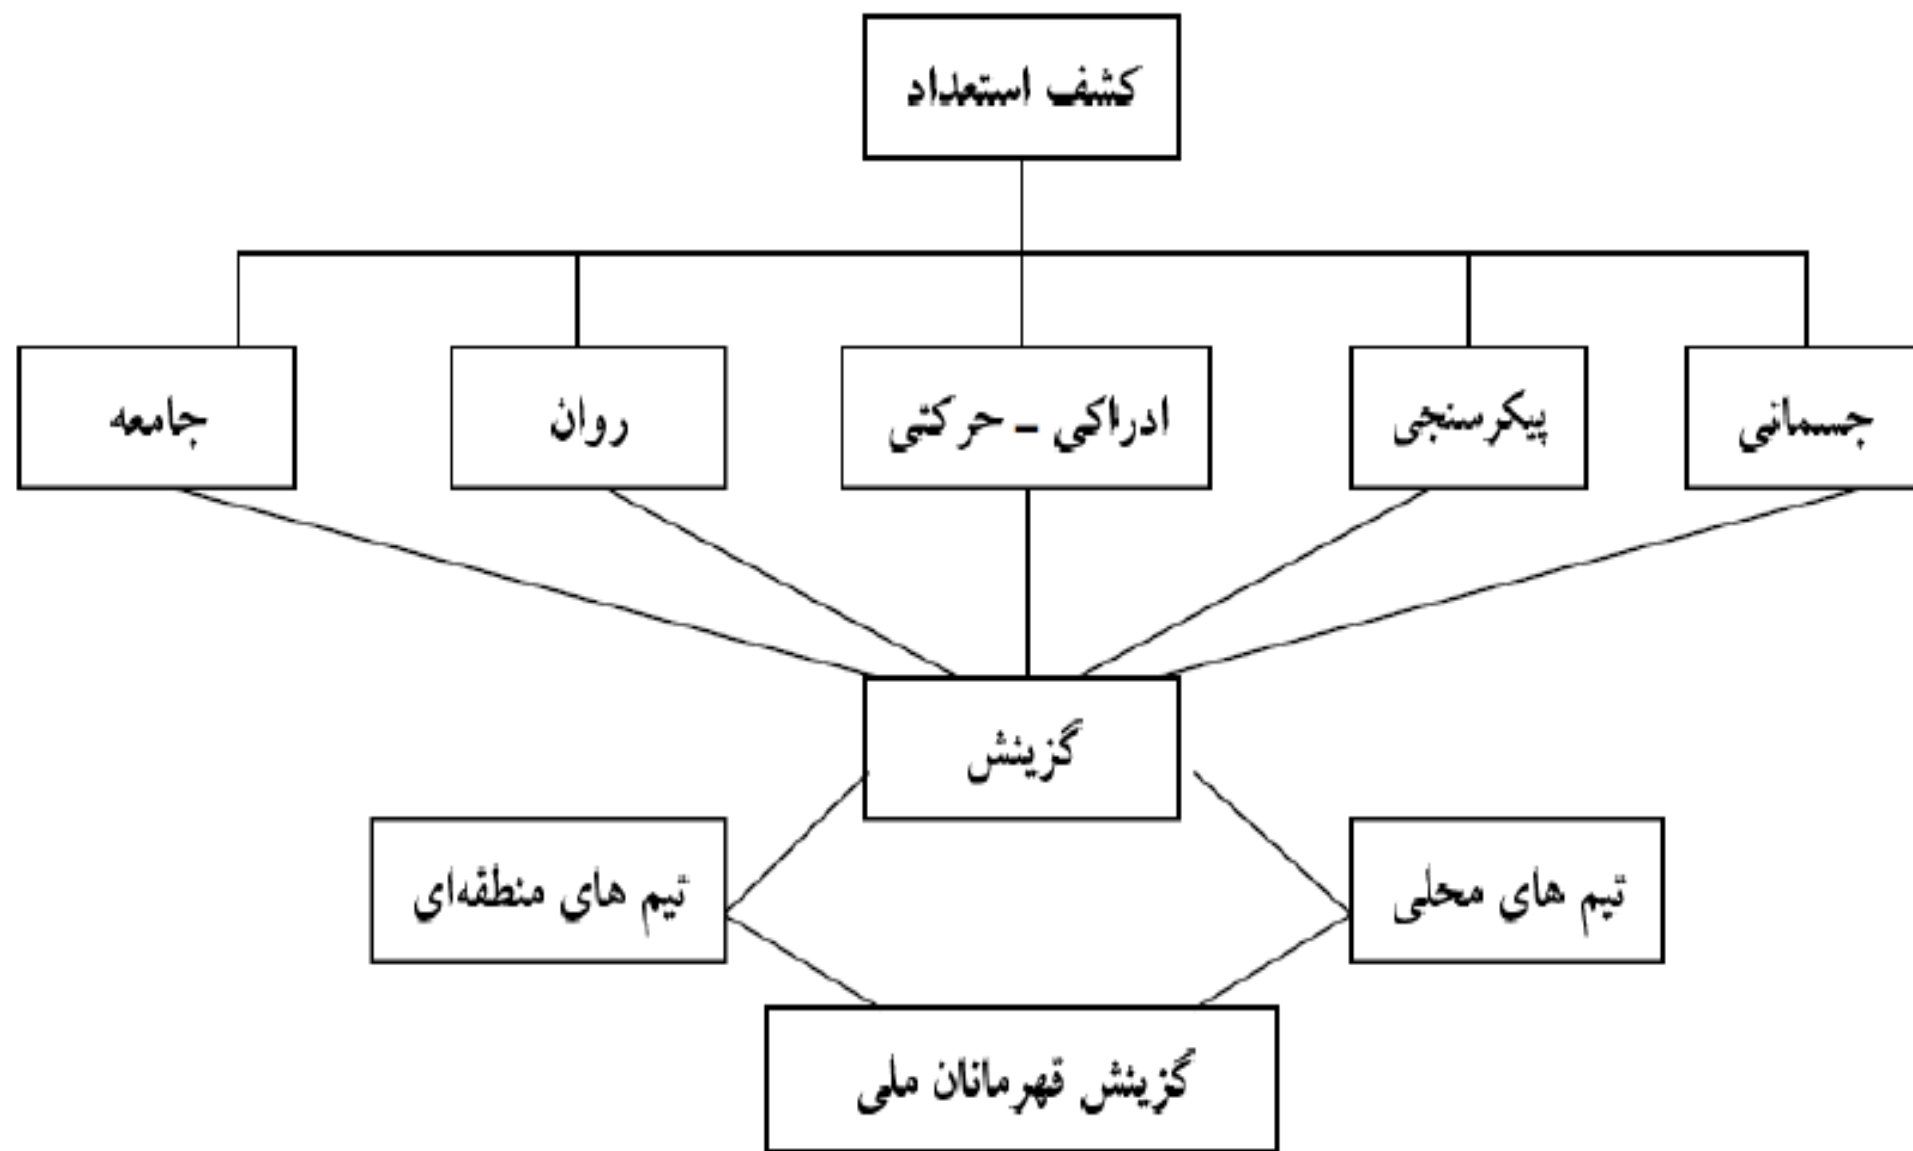 کشف استعداد
جسمانی
پیکرسنجی
ادراکی - حرکتی
روان
جامعه
گزینش
تیم های محلی
تیم های منطقه‌ای
گزینش قهرمانان ملی